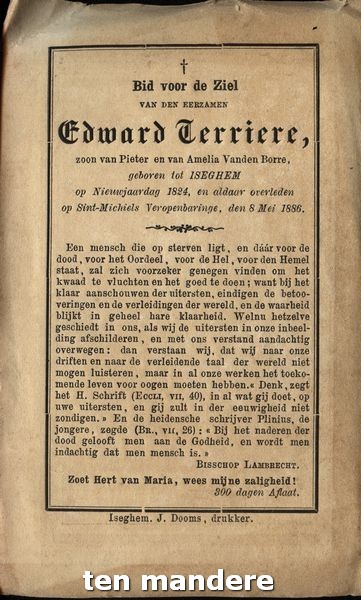 †
Bid voor de Ziel
VAN DEN EERZAMEN
Edward Terriere,
zoon van Pieter en van Amelia Vanden Borre,
geboren tot ISEGHEM
op Nieuwjaardag 1824, en aldaar overleden
op Sint-Michiels Veropenbaringe, den 8 Mei 1886.
Een mensch die op sterven ligt, en dáár voor de
dood, voor het Oordeel, voor de Hel, voor den Hemel
staat, zal zich voorzeker genegen vinden om het
kwaad te vluchten en het goed te doen; want bij het
klaar aanschouwen der uitersten, eindigen de betoo-
veringen en de verleidingen der wereld, en de waarheid
blijkt in geheel hare klaarheid. Welnu hetzelve
geschiedt in ons, als wij de uitersten in onze inbeel-
ding afschilderen, en met ons verstand aandachtig
overwegen: dan verstaan wij, dat wij naar onze
driften en naar de verleidende taal der wereld niet
mogen luisteren, maar in al onze werken het toeko-
mende leven voor oogen moeten hebben. « Denk, zegt
het H. Schrift (ECCLI, VII, 40), in al wat gij doet, op
uwe uitersten, en gij zult in der eeuwigheid niet
zondigen. » En de heidensche schrijver Plinius, de
jongere, zegde (BR., VII, 26): « Bij het naderen der
dood gelooft men aan de Godheid, en wordt men
indachtig dat men mensch is. »
BISSCHOP LAMBRECHT.
Zoet Hert van Maria, wees mijne zaligheid!
300 dagen Aflaat.
Iseghem. J. Dooms, drukker.
ten mandere